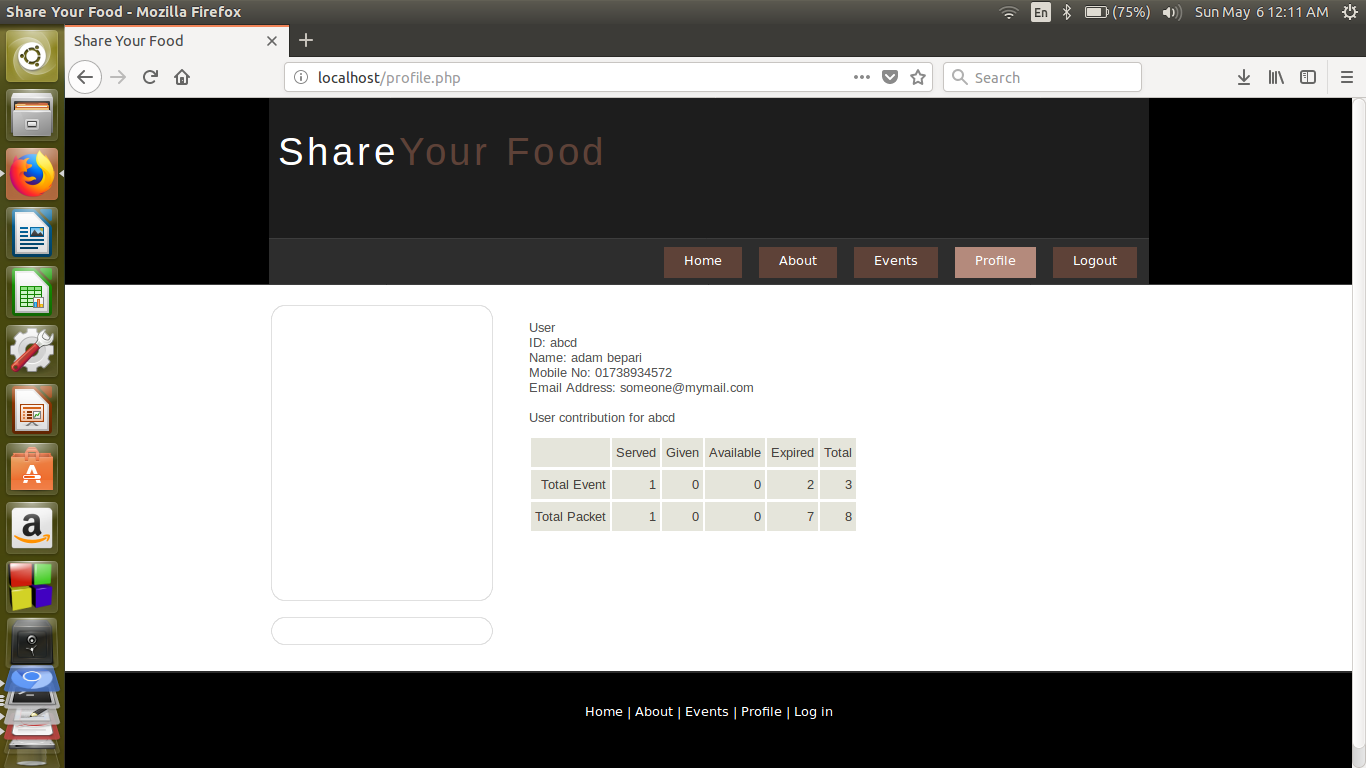 Share Your Food - Mozilla Firefox
En (75%) Sun May 6 12:11 AM
Share Your Food
localhost/profile.php
Search
ShareYour Food
Home About Events Profile Logout
User
ID: abcd
Name: adam bepari
Mobile No: 01738934572
Email Address: someone@mymail.com
User contribution for abcd
Served Given Available Expired Total
Total Event 1 0 0 2 3
Total Packet 1 0 0 7 8
Home | About | Events | Profile | Log in